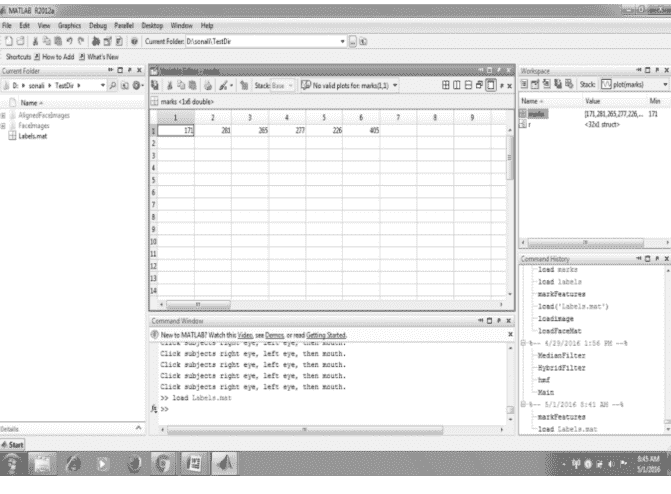 MATLAB R2012a
File Edit View Graphics Debug Parallel Desktop Window Help
Current Folder: D:\sonali\TestDir
Shortcuts How to Add What's New
Current Folder
D: ▸ sonali ▸ TestDir
Name
AlignedFaceImages
FaceImages
Labels.mat
Details
Variable Editor - marks
Stack: Base
No valid plots for: marks(1,1)
marks <1x6 double>
1 2 3 4 5 6 7 8 9
1 171 281 265 277 226 405
2
3
4
5
6
7
8
9
10
11
12
13
14
Command Window
New to MATLAB? Watch this Video, see Demos, or read Getting Started.
Click subjects right eye, left eye, then mouth.
Click subjects right eye, left eye, then mouth.
Click subjects right eye, left eye, then mouth.
Click subjects right eye, left eye, then mouth.
>> load Labels.mat
fx >>
Workspace
Stack: plot(marks)
Name Value Min
marks [171,281,265,277,226,... 171
r <32x1 struct>
Command History
load marks
load labels
markFeatures
load('Labels.mat')
loadimage
loadFaceMat
%-- 4/29/2016 1:56 PM --%
MedianFilter
HybridFilter
hmf
Main
%-- 5/1/2016 8:41 AM --%
markFeatures
load Labels.mat
Start
8:45 AM
5/1/2016